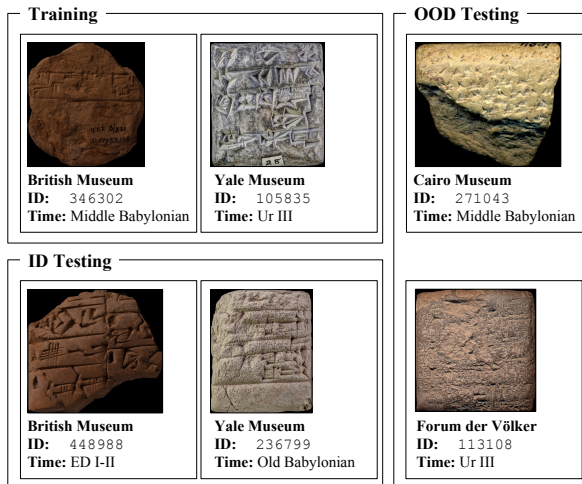 Training
British Museum
ID: 346302
Time: Middle Babylonian
Yale Museum
ID: 105835
Time: Ur III
OOD Testing
Cairo Museum
ID: 271043
Time: Middle Babylonian
ID Testing
British Museum
ID: 448988
Time: ED I-II
Yale Museum
ID: 236799
Time: Old Babylonian
Forum der Völker
ID: 113108
Time: Ur III